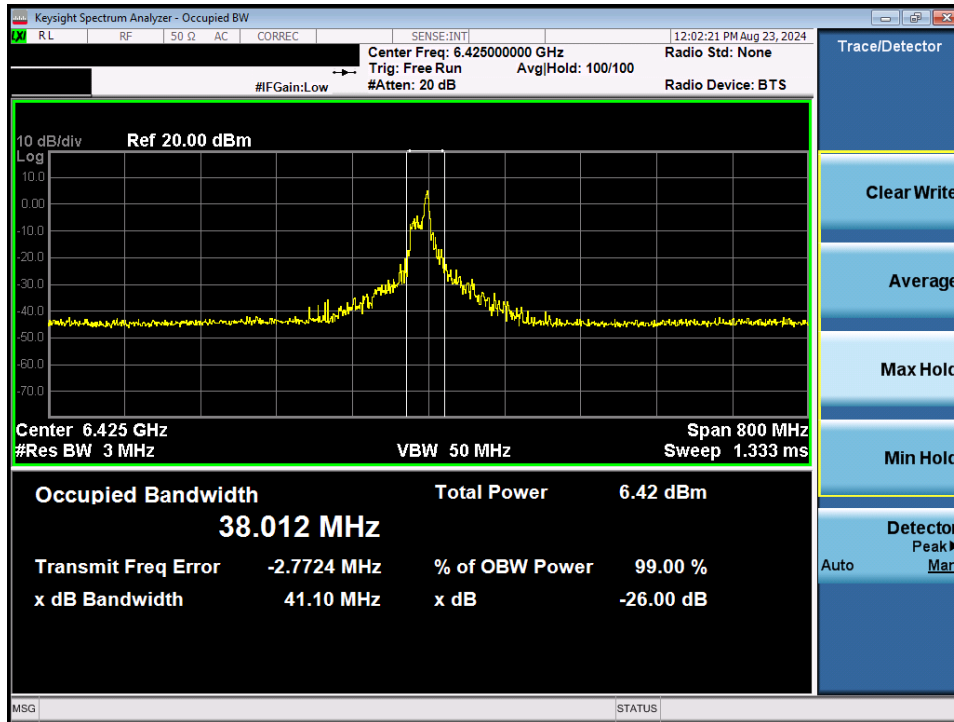 Keysight Spectrum Analyzer - Occupied BW
LXI RL RF 50 Ω AC CORREC SENSE:INT 12:02:21 PM Aug 23, 2024
Center Freq: 6.425000000 GHz Radio Std: None
Trig: Free Run Avg|Hold: 100/100
#IFGain:Low #Atten: 20 dB Radio Device: BTS
Trace/Detector
10 dB/div Ref 20.00 dBm
Log
10.0
0.00
-10.0
-20.0
-30.0
-40.0
-50.0
-60.0
-70.0
Center 6.425 GHz Span 800 MHz
#Res BW 3 MHz VBW 50 MHz Sweep 1.333 ms
Occupied Bandwidth Total Power 6.42 dBm
38.012 MHz
Transmit Freq Error -2.7724 MHz % of OBW Power 99.00 %
x dB Bandwidth 41.10 MHz x dB -26.00 dB
Clear Write
Average
Max Hold
Min Hold
Detector
Peak
Auto Man
MSG STATUS